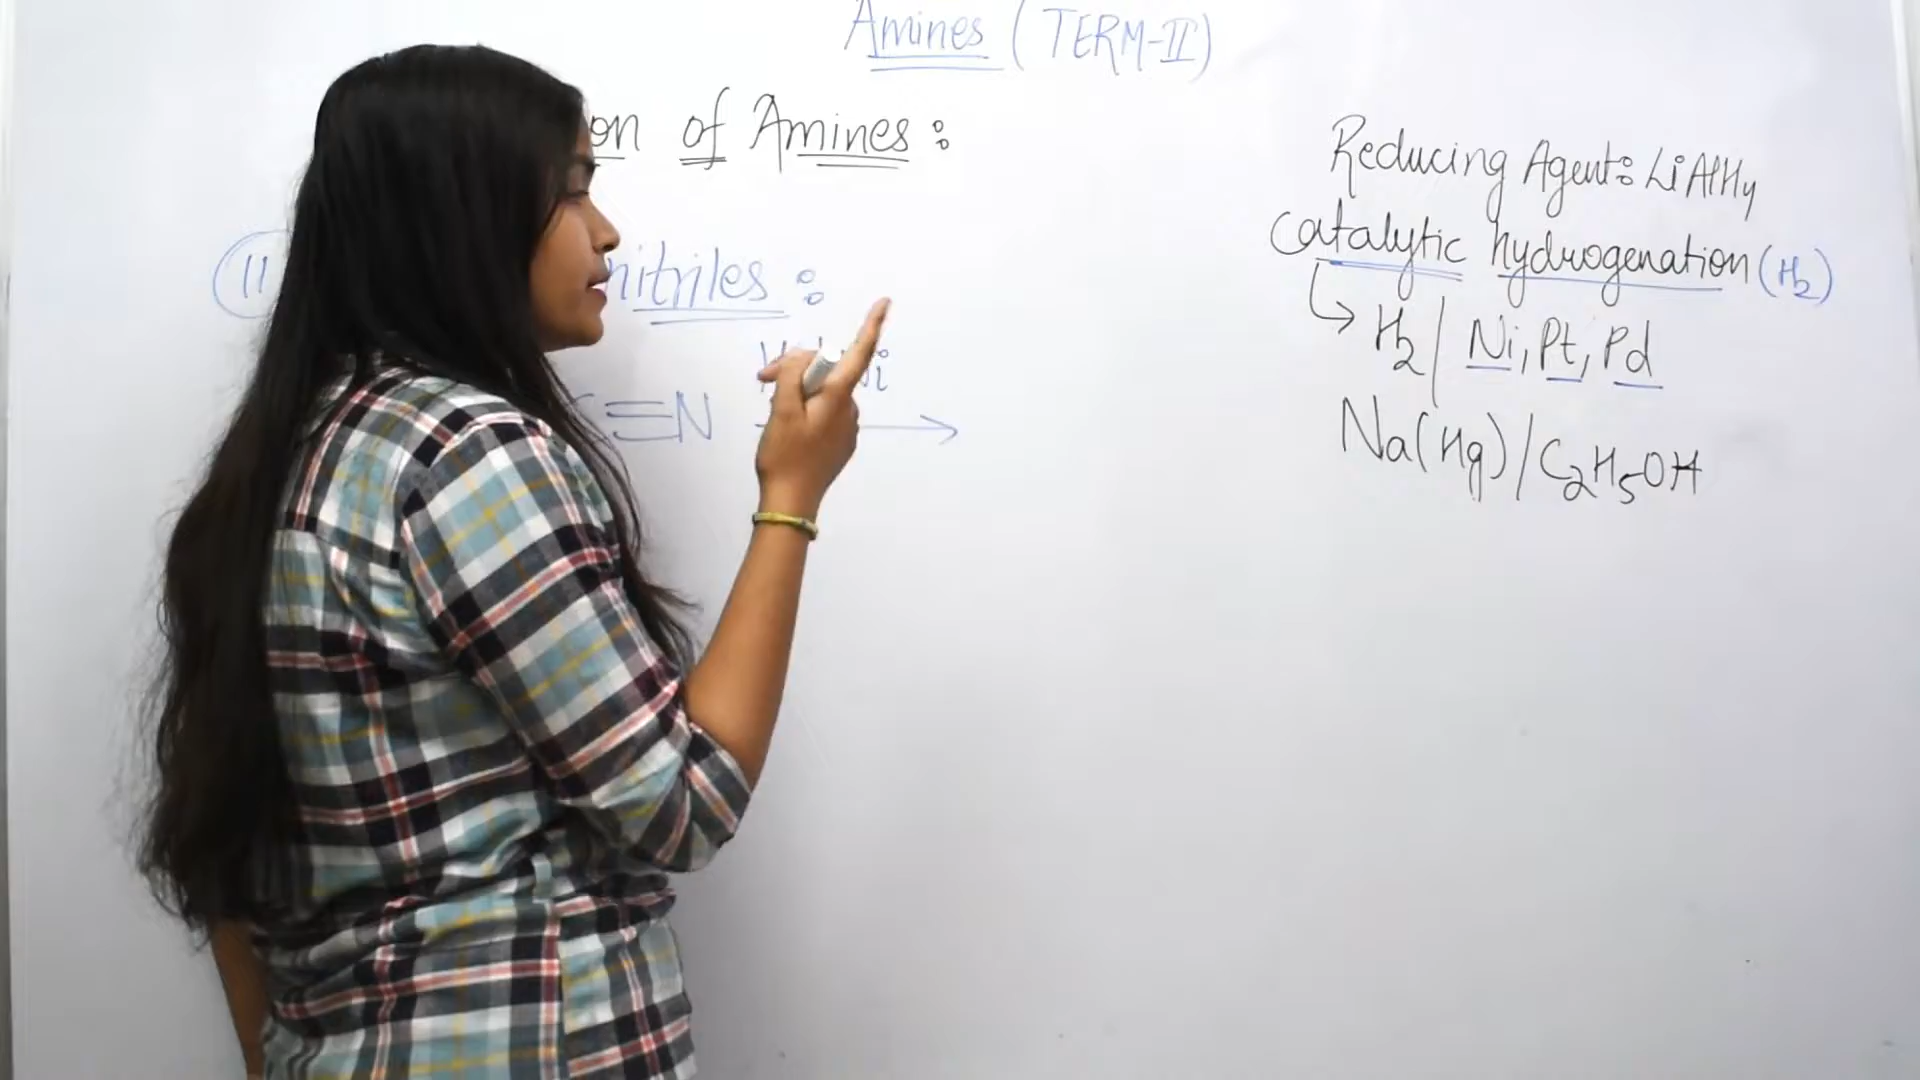 Amines (TERM-II)
on of Amines:
Reducing Agent: LiAlH4
Catalytic hydrogenation (H2)
↳ H2/ Ni, Pt, Pd
Na(Hg)/C2H5OH
II nitriles:
≡N →